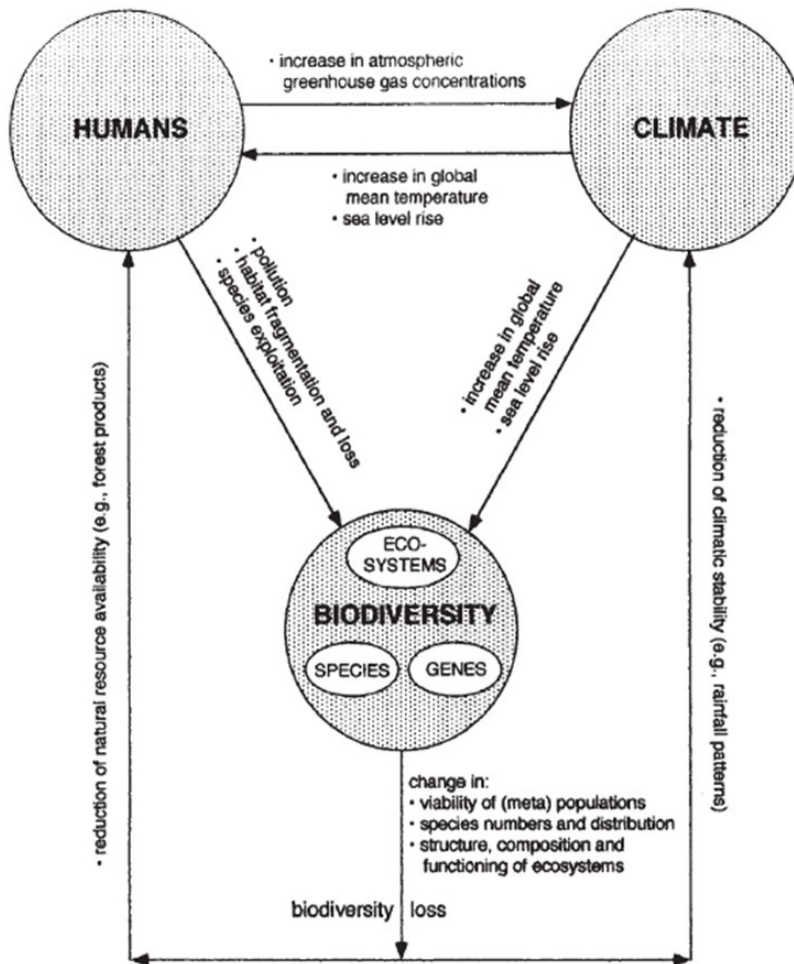 • increase in atmospheric
greenhouse gas concentrations
HUMANS
CLIMATE
• increase in global
mean temperature
• sea level rise
• pollution
• habitat fragmentation and loss
• species exploitation
• increase in global
mean temperature
• sea level rise
• reduction of natural resource availability (e.g., forest products)
• reduction of climatic stability (e.g., rainfall patterns)
ECO-
SYSTEMS
BIODIVERSITY
SPECIES
GENES
change in:
• viability of (meta) populations
• species numbers and distribution
• structure, composition and
functioning of ecosystems
biodiversity loss